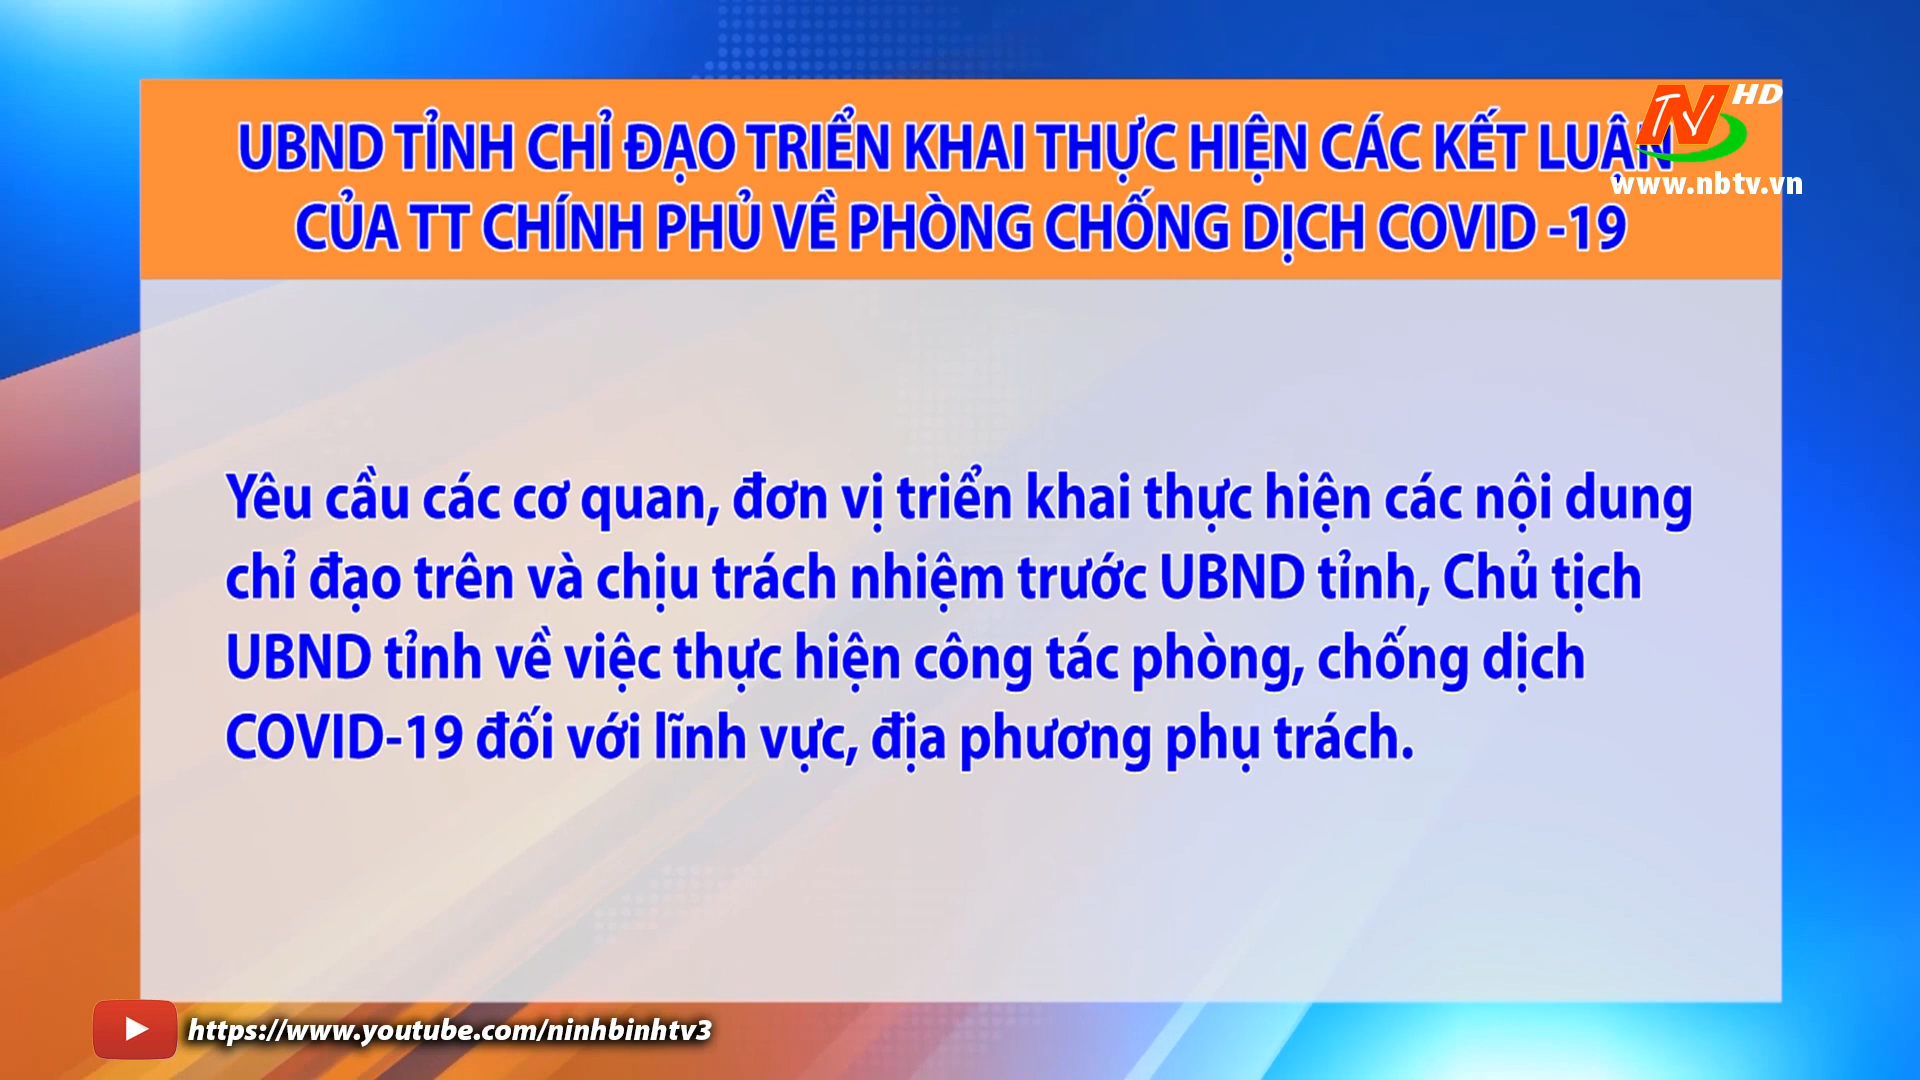 UBND TỈNH CHỈ ĐẠO TRIỂN KHAI THỰC HIỆN CÁC KẾT LUẬN
CỦA TT CHÍNH PHỦ VỀ PHÒNG CHỐNG DỊCH COVID -19
NTV HD
www.nbtv.vn
Yêu cầu các cơ quan, đơn vị triển khai thực hiện các nội dung
chỉ đạo trên và chịu trách nhiệm trước UBND tỉnh, Chủ tịch
UBND tỉnh về việc thực hiện công tác phòng, chống dịch
COVID-19 đối với lĩnh vực, địa phương phụ trách.
https://www.youtube.com/ninhbinhtv3